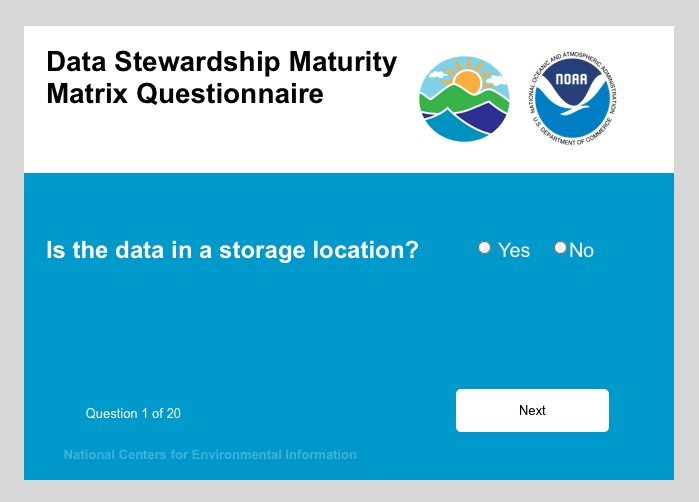 Data Stewardship Maturity
Matrix Questionnaire
NATIONAL OCEANIC AND ATMOSPHERIC ADMINISTRATION
NOAA
U.S. DEPARTMENT OF COMMERCE
Is the data in a storage location?
Yes
No
Question 1 of 20
Next
National Centers for Environmental Information